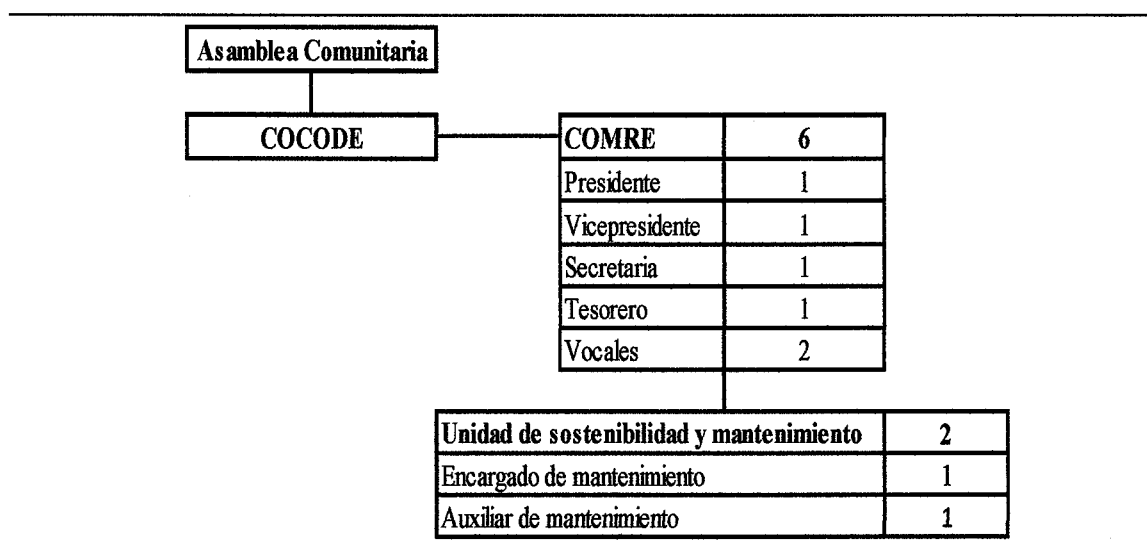 Asamblea Comunitaria
COCODE
COMRE 6
Presidente 1
Vicepresidente 1
Secretaria 1
Tesorero 1
Vocales 2
Unidad de sostenibilidad y mantenimiento 2
Encargado de mantenimiento 1
Auxiliar de mantenimiento 1